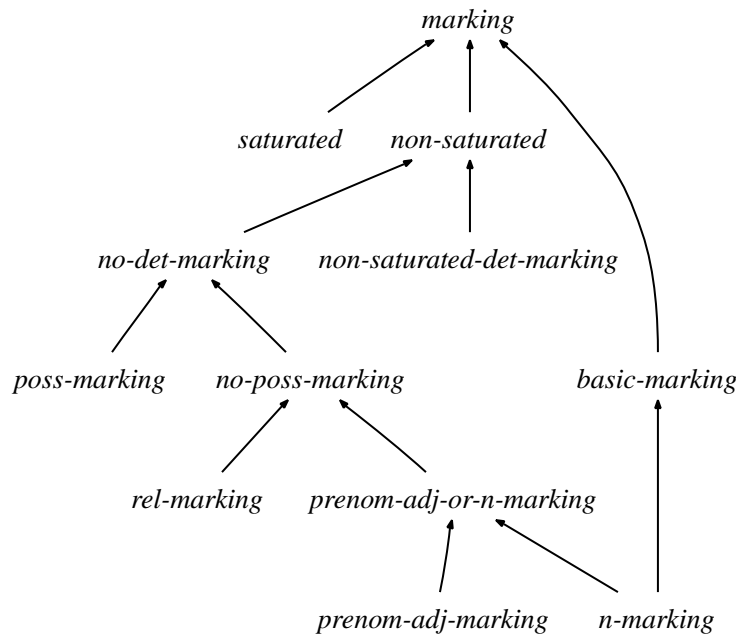 marking
saturated non-saturated
no-det-marking non-saturated-det-marking
poss-marking no-poss-marking basic-marking
rel-marking prenom-adj-or-n-marking
prenom-adj-marking n-marking